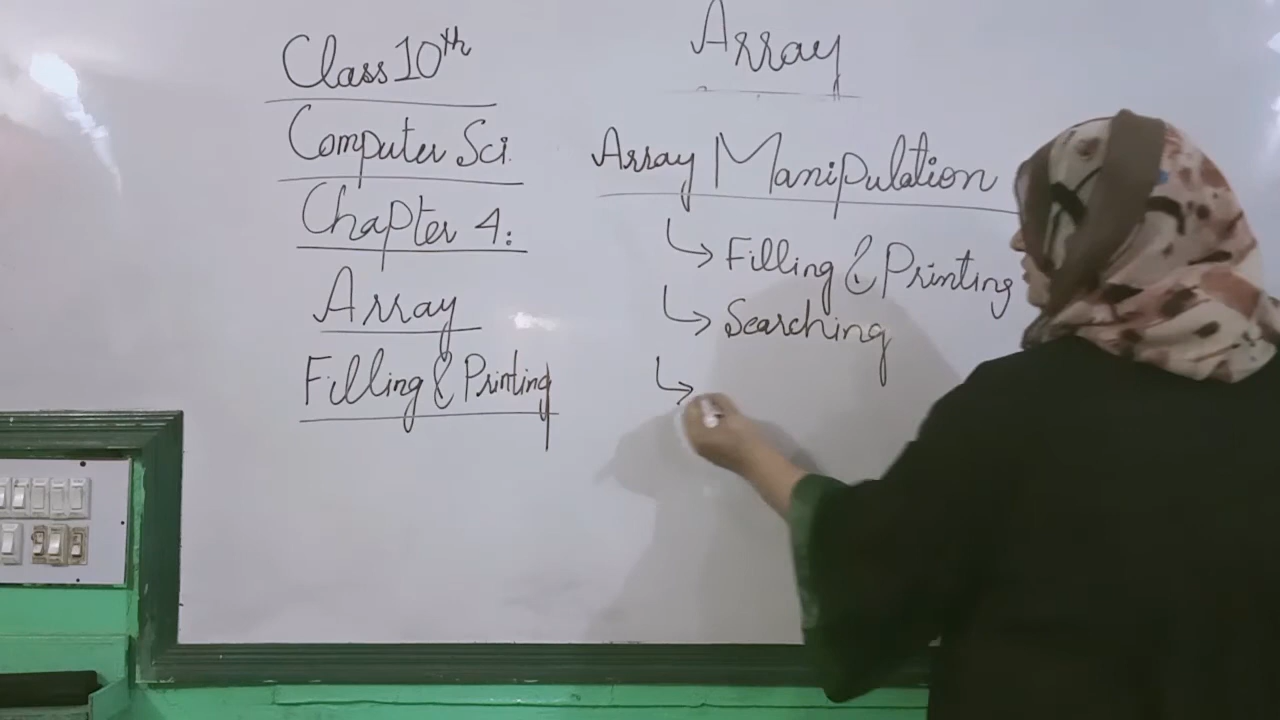 Class 10th
Computer Sci.
Chapter 4:
Array
Filling & Printing
Array
Array Manipulation
Filling & Printing
Searching